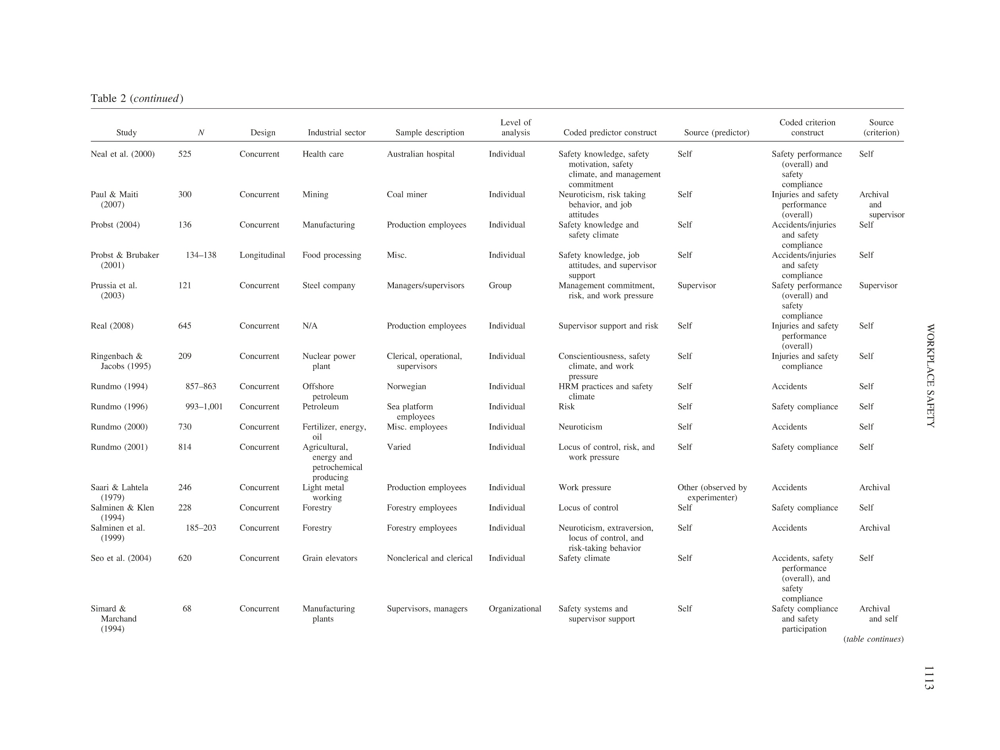 Table 2 (continued)
Study N Design Industrial sector Sample description Level of analysis Coded predictor construct Source (predictor) Coded criterion construct Source (criterion)
Neal et al. (2000) 525 Concurrent Health care Australian hospital Individual Safety knowledge, safety motivation, safety climate, and management commitment Self Safety performance (overall) and safety compliance Self
Paul & Maiti (2007) 300 Concurrent Mining Coal miner Individual Neuroticism, risk taking behavior, and job attitudes Self Injuries and safety performance (overall) Archival and supervisor
Probst (2004) 136 Concurrent Manufacturing Production employees Individual Safety knowledge and safety climate Self Accidents/injuries and safety compliance Self
Probst & Brubaker (2001) 134–138 Longitudinal Food processing Misc. Individual Safety knowledge, job attitudes, and supervisor support Self Accidents/injuries and safety compliance Self
Prussia et al. (2003) 121 Concurrent Steel company Managers/supervisors Group Management commitment, risk, and work pressure Supervisor Safety performance (overall) and safety compliance Supervisor
Real (2008) 645 Concurrent N/A Production employees Individual Supervisor support and risk Self Injuries and safety performance (overall) Self
Ringenbach & Jacobs (1995) 209 Concurrent Nuclear power plant Clerical, operational, supervisors Individual Conscientiousness, safety climate, and work pressure Self Injuries and safety compliance Self
Rundmo (1994) 857–863 Concurrent Offshore petroleum Norwegian Individual HRM practices and safety climate Self Accidents Self
Rundmo (1996) 993–1,001 Concurrent Petroleum Sea platform employees Individual Risk Self Safety compliance Self
Rundmo (2000) 730 Concurrent Fertilizer, energy, oil Misc. employees Individual Neuroticism Self Accidents Self
Rundmo (2001) 814 Concurrent Agricultural, energy and petrochemical producing Varied Individual Locus of control, risk, and work pressure Self Safety compliance Self
Saari & Lahtela (1979) 246 Concurrent Light metal working Production employees Individual Work pressure Other (observed by experimenter) Accidents Archival
Salminen & Klen (1994) 228 Concurrent Forestry Forestry employees Individual Locus of control Self Safety compliance Self
Salminen et al. (1999) 185–203 Concurrent Forestry Forestry employees Individual Neuroticism, extraversion, locus of control, and risk-taking behavior Self Accidents Archival
Seo et al. (2004) 620 Concurrent Grain elevators Nonclerical and clerical Individual Safety climate Self Accidents, safety performance (overall), and safety compliance Self
Simard & Marchand (1994) 68 Concurrent Manufacturing plants Supervisors, managers Organizational Safety systems and supervisor support Self Safety compliance and safety participation Archival and self
(table continues)
WORKPLACE SAFETY
1113